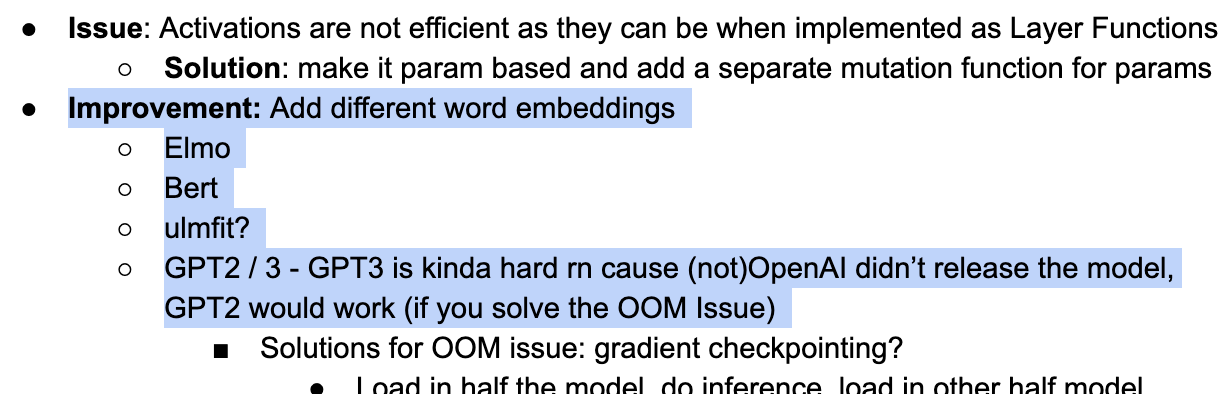 ● Issue: Activations are not efficient as they can be when implemented as Layer Functions
○ Solution: make it param based and add a separate mutation function for params
● Improvement: Add different word embeddings
○ Elmo
○ Bert
○ ulmfit?
○ GPT2 / 3 - GPT3 is kinda hard rn cause (not)OpenAI didn’t release the model,
GPT2 would work (if you solve the OOM Issue)
■ Solutions for OOM issue: gradient checkpointing?
● Load in half the model, do inference, load in other half model